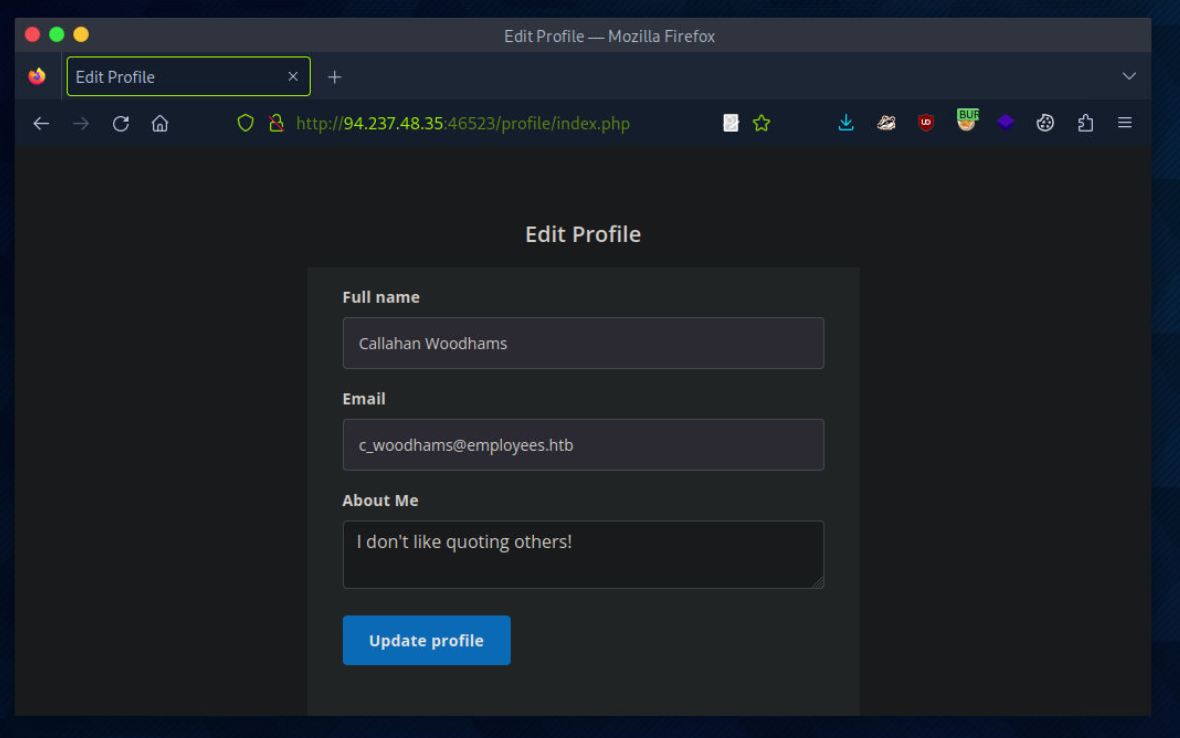 Edit Profile — Mozilla Firefox
Edit Profile
http://94.237.48.35:46523/profile/index.php
BUR
Edit Profile
Full name
Callahan Woodhams
Email
c_woodhams@employees.htb
About Me
I don't like quoting others!
Update profile